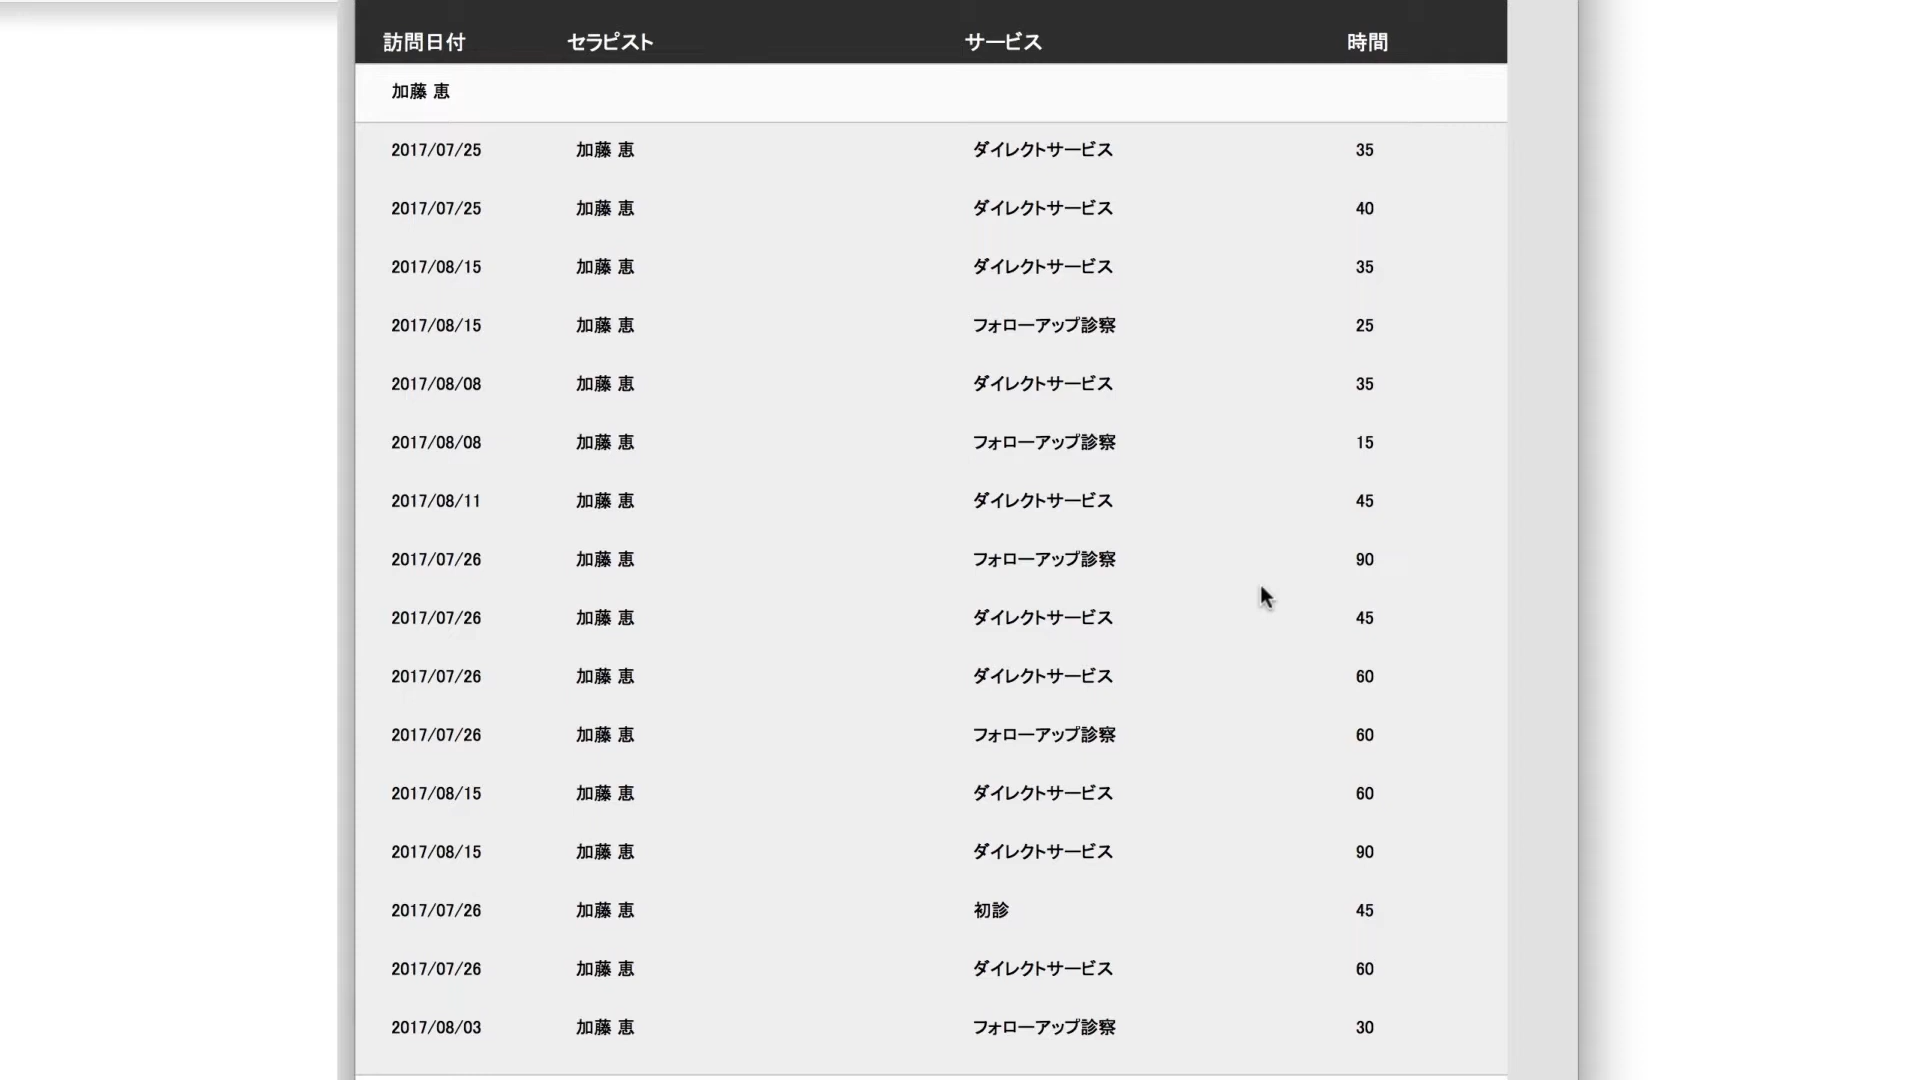 訪問日付 セラピスト サービス 時間
加藤 恵
2017/07/25 加藤 恵 ダイレクトサービス 35
2017/07/25 加藤 恵 ダイレクトサービス 40
2017/08/15 加藤 恵 ダイレクトサービス 35
2017/08/15 加藤 恵 フォローアップ診察 25
2017/08/08 加藤 恵 ダイレクトサービス 35
2017/08/08 加藤 恵 フォローアップ診察 15
2017/08/11 加藤 恵 ダイレクトサービス 45
2017/07/26 加藤 恵 フォローアップ診察 90
2017/07/26 加藤 恵 ダイレクトサービス 45
2017/07/26 加藤 恵 ダイレクトサービス 60
2017/07/26 加藤 恵 フォローアップ診察 60
2017/08/15 加藤 恵 ダイレクトサービス 60
2017/08/15 加藤 恵 ダイレクトサービス 90
2017/07/26 加藤 恵 初診 45
2017/07/26 加藤 恵 ダイレクトサービス 60
2017/08/03 加藤 恵 フォローアップ診察 30